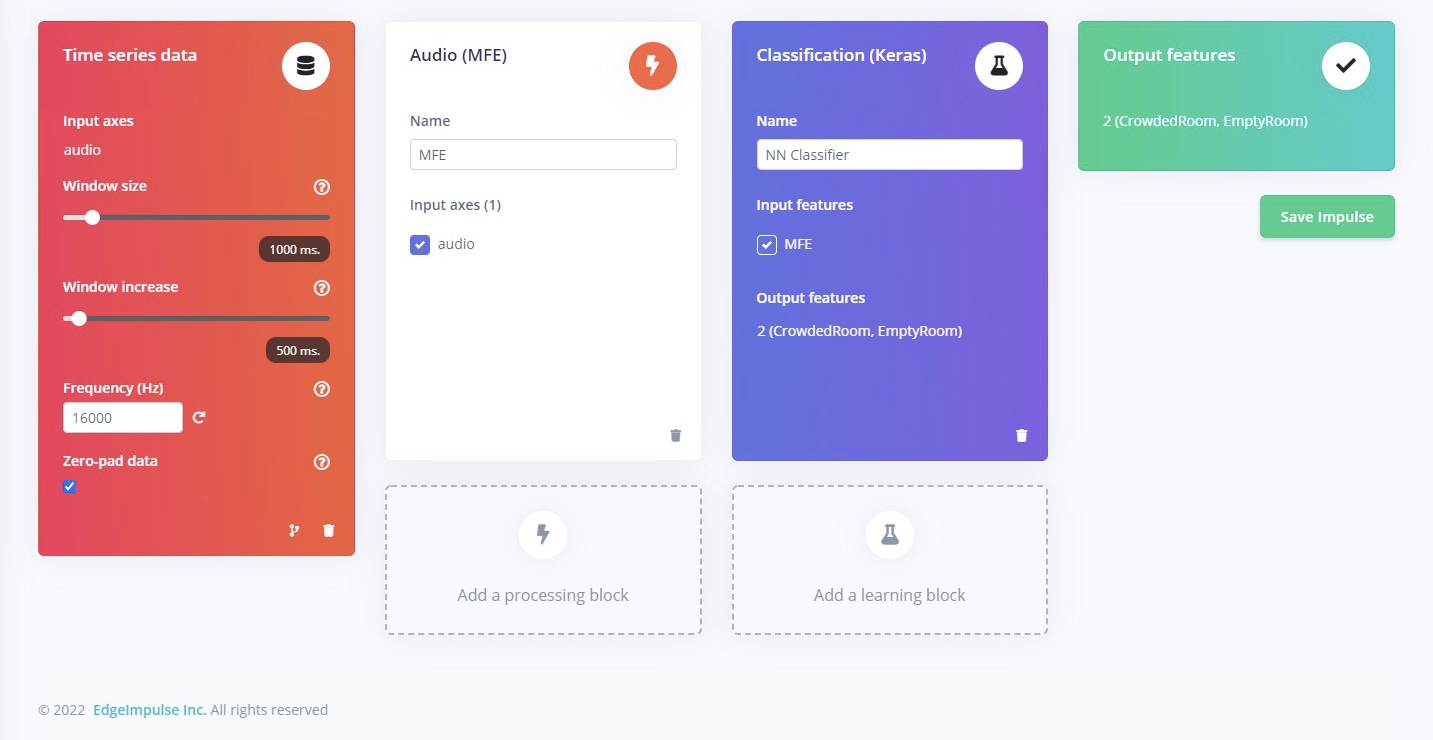 Time series data
Input axes
audio
Window size
1000 ms.
Window increase
500 ms.
Frequency (Hz)
16000
Zero-pad data
Audio (MFE)
Name
MFE
Input axes (1)
audio
Add a processing block
Classification (Keras)
Name
NN Classifier
Input features
MFE
Output features
2 (CrowdedRoom, EmptyRoom)
Add a learning block
Output features
2 (CrowdedRoom, EmptyRoom)
Save Impulse
© 2022 EdgeImpulse Inc. All rights reserved